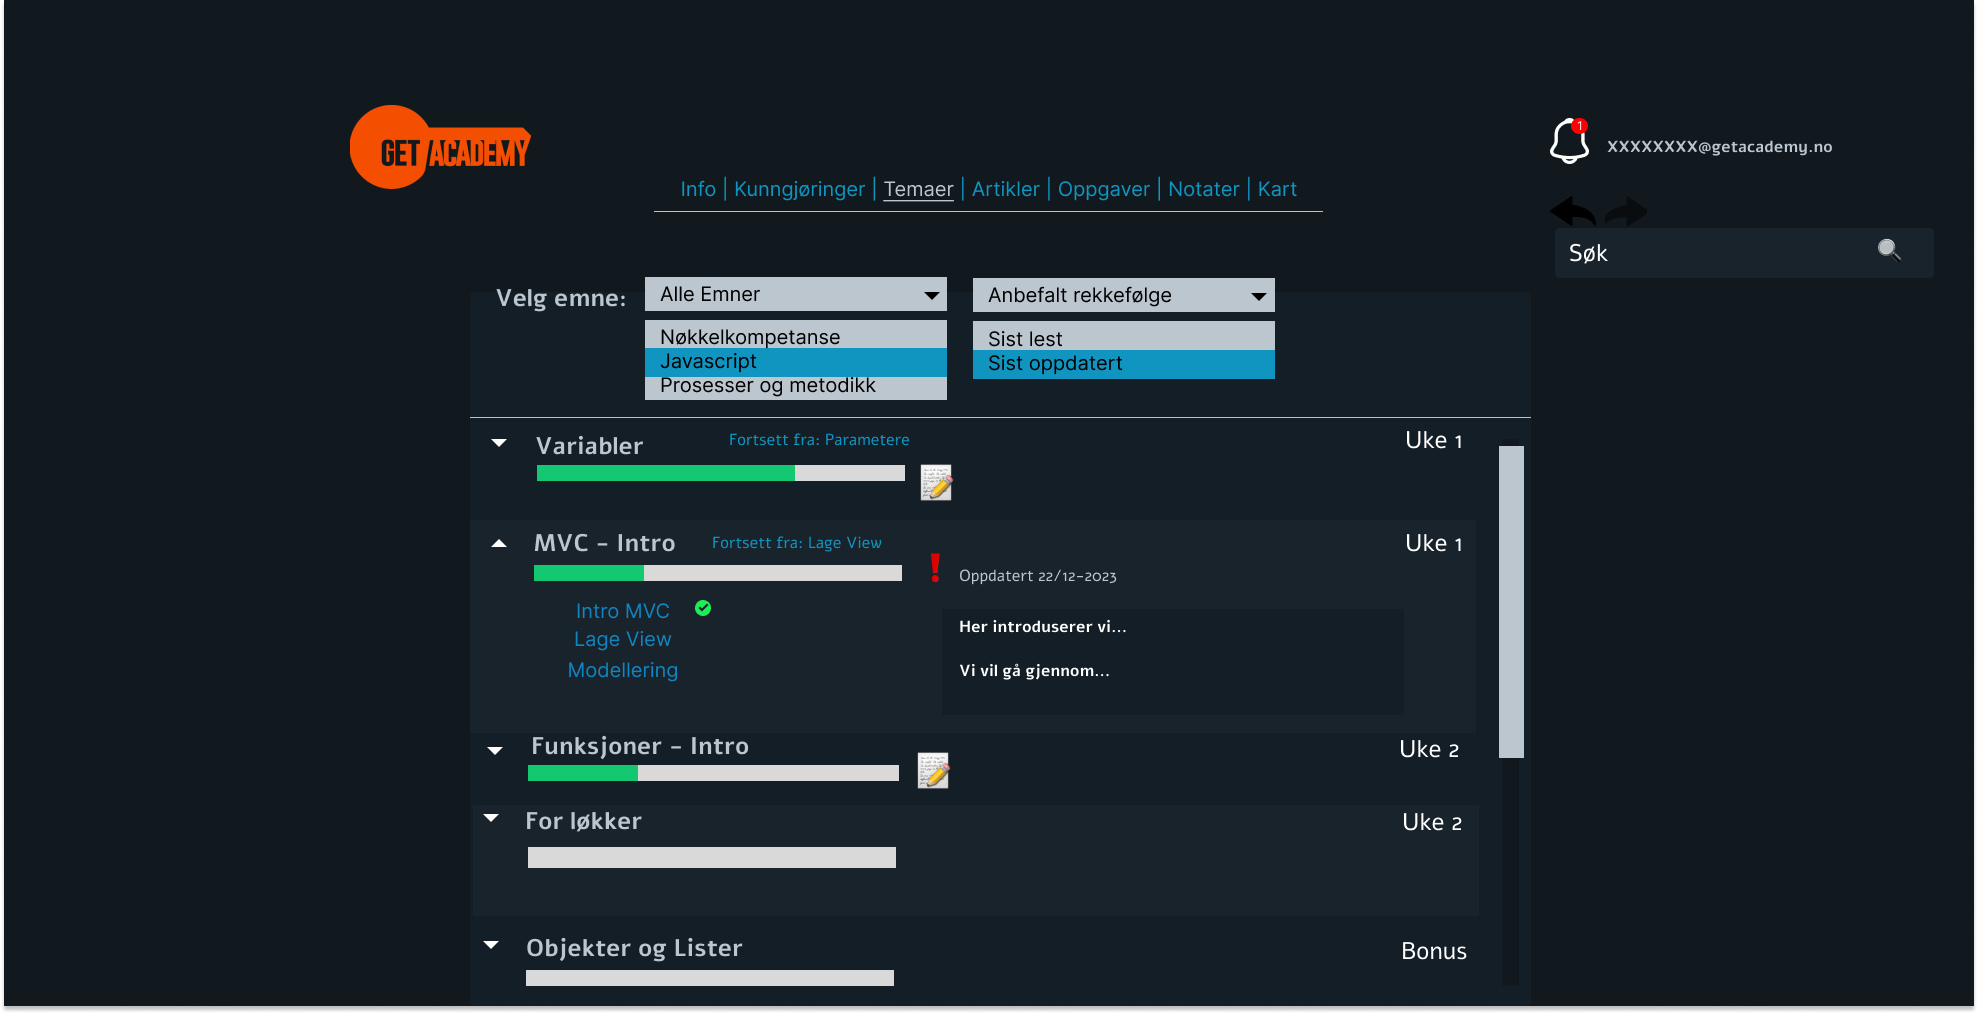 GET ACADEMY
1
XXXXXXXX@getacademy.no
Info | Kunngjøringer | Temaer | Artikler | Oppgaver | Notater | Kart
Søk
Velg emne:
Alle Emner
Anbefalt rekkefølge
Nøkkelkompetanse
Javascript
Prosesser og metodikk
Sist lest
Sist oppdatert
Variabler
Fortsett fra: Parametere
Uke 1
MVC - Intro
Fortsett fra: Lage View
Uke 1
Oppdatert 22/12-2023
Intro MVC
Lage View
Modellering
Her introduserer vi...
Vi vil gå gjennom...
Funksjoner - Intro
Uke 2
For løkker
Uke 2
Objekter og Lister
Bonus